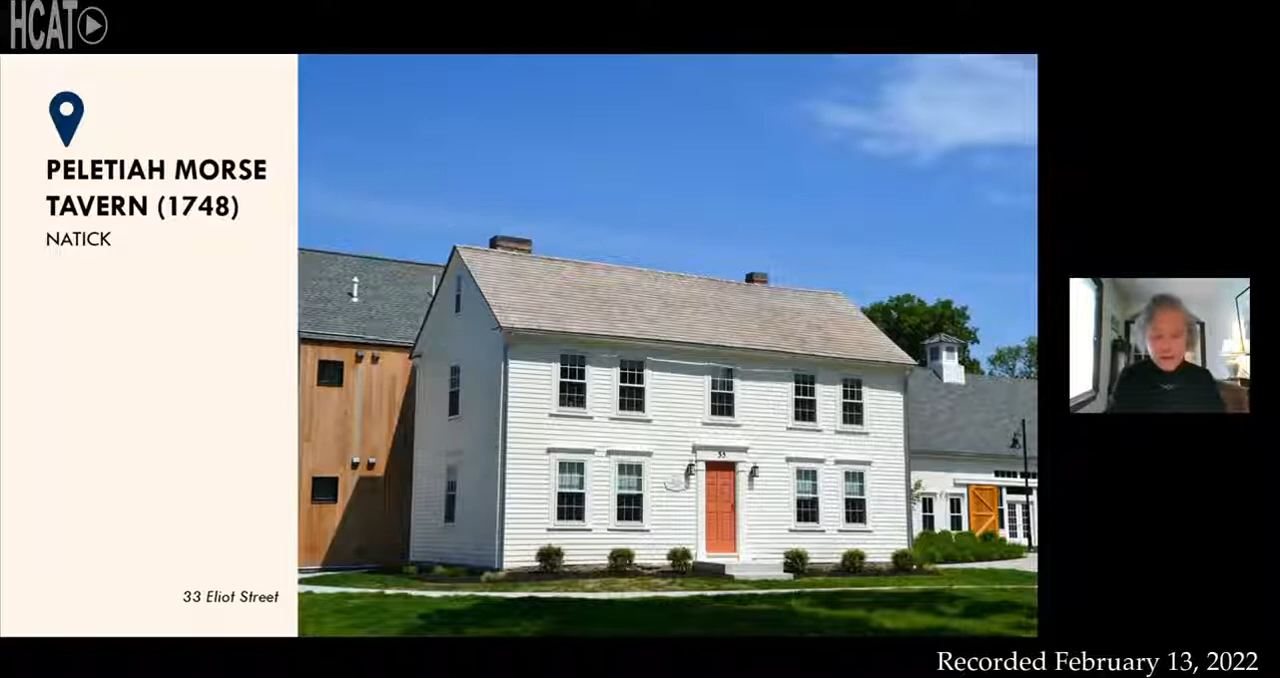 HCAT
PELETIAH MORSE
TAVERN (1748)
NATICK
33 Eliot Street
33
Recorded February 13, 2022